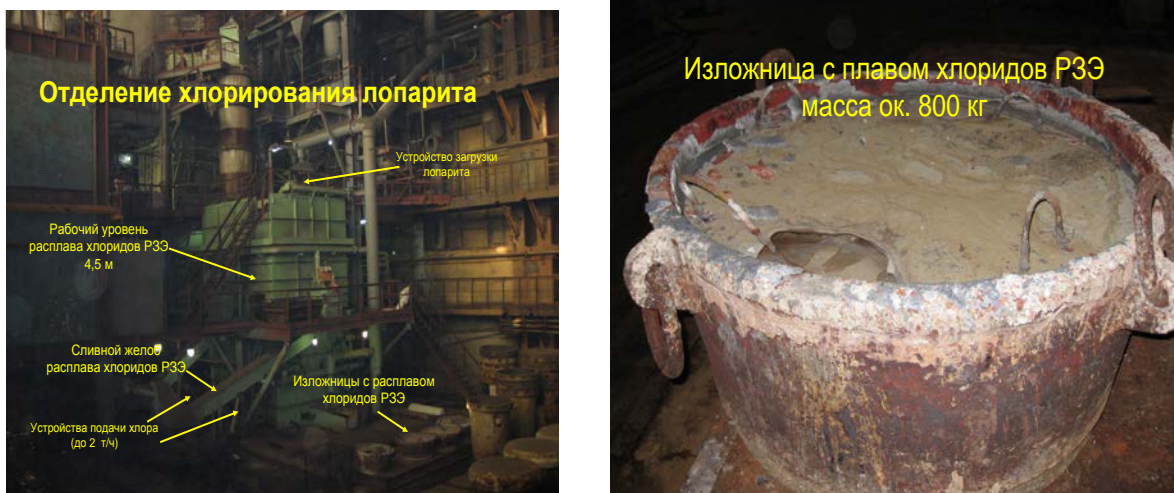 Отделение хлорирования лопарита
Устройство загрузки
лопарита
Рабочий уровень
расплава хлоридов РЗЭ
4,5 м
Сливной желоб
расплава хлоридов РЗЭ
Изложницы с расплавом
хлоридов РЗЭ
Устройства подачи хлора
(до 2 т/ч)
Изложница с плавом хлоридов РЗЭ
масса ок. 800 кг